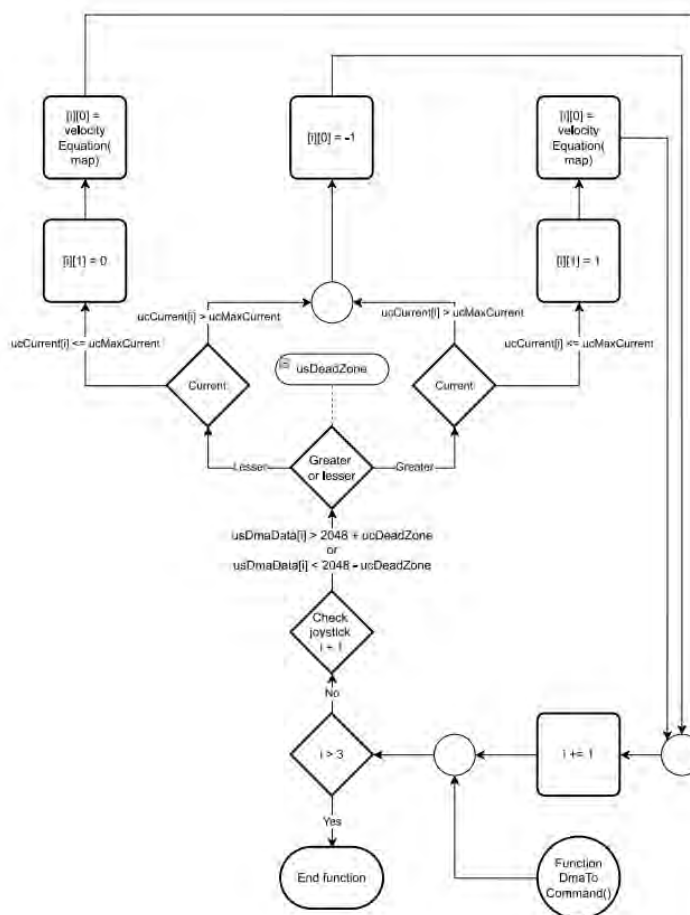 [i][0] =
velocity
Equation(
map)
[i][0] = -1
[i][0] =
velocity
Equation(
map)
[i][1] = 0
[i][1] = 1
ucCurrent[i] > ucMaxCurrent
ucCurrent[i] > ucMaxCurrent
ucCurrent[i] <= ucMaxCurrent
ucCurrent[i] <= ucMaxCurrent
Current
usDeadZone
Current
Lesser
Greater
or lesser
Greater
usDmaData[i] > 2048 + ucDeadZone
or
usDmaData[i] < 2048 - ucDeadZone
Check
joystick
i + 1
No
i > 3
i += 1
Yes
End function
Function
DmaTo
Command()